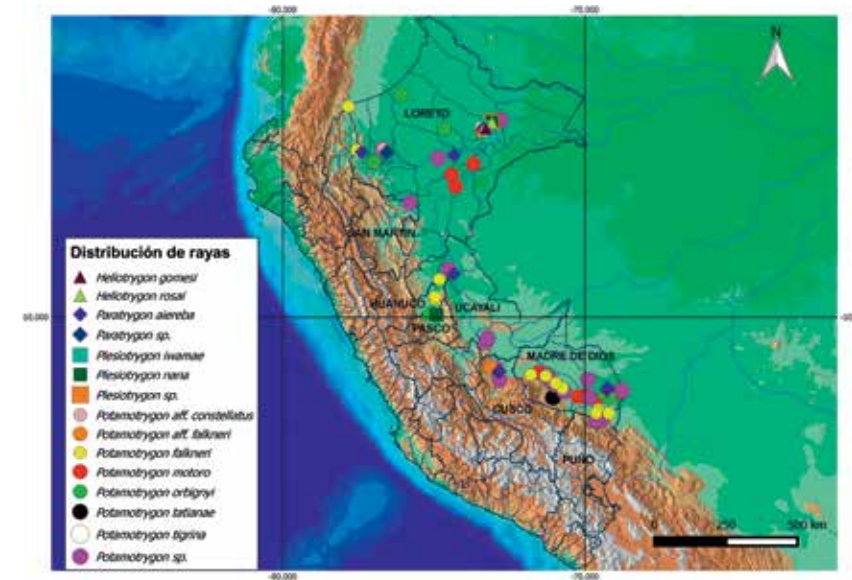 -80.000 -70.000
N
LORETO
SAN MARTIN
HUANUCO UCAYALI
PASCO
MADRE DE DIOS
CUSCO
PUNO
Distribución de rayas
Heliotrygon gomesi
Heliotrygon rosai
Paratrygon aiereba
Paratrygon sp.
Plesiotrygon iwamae
Plesiotrygon nana
Plesiotrygon sp.
Potamotrygon aff. constellatus
Potamotrygon aff. falkneri
Potamotrygon falkneri
Potamotrygon motoro
Potamotrygon orbignyi
Potamotrygon tatianae
Potamotrygon tigrina
Potamotrygon sp.
0 250 500 km
-80.000 -70.000